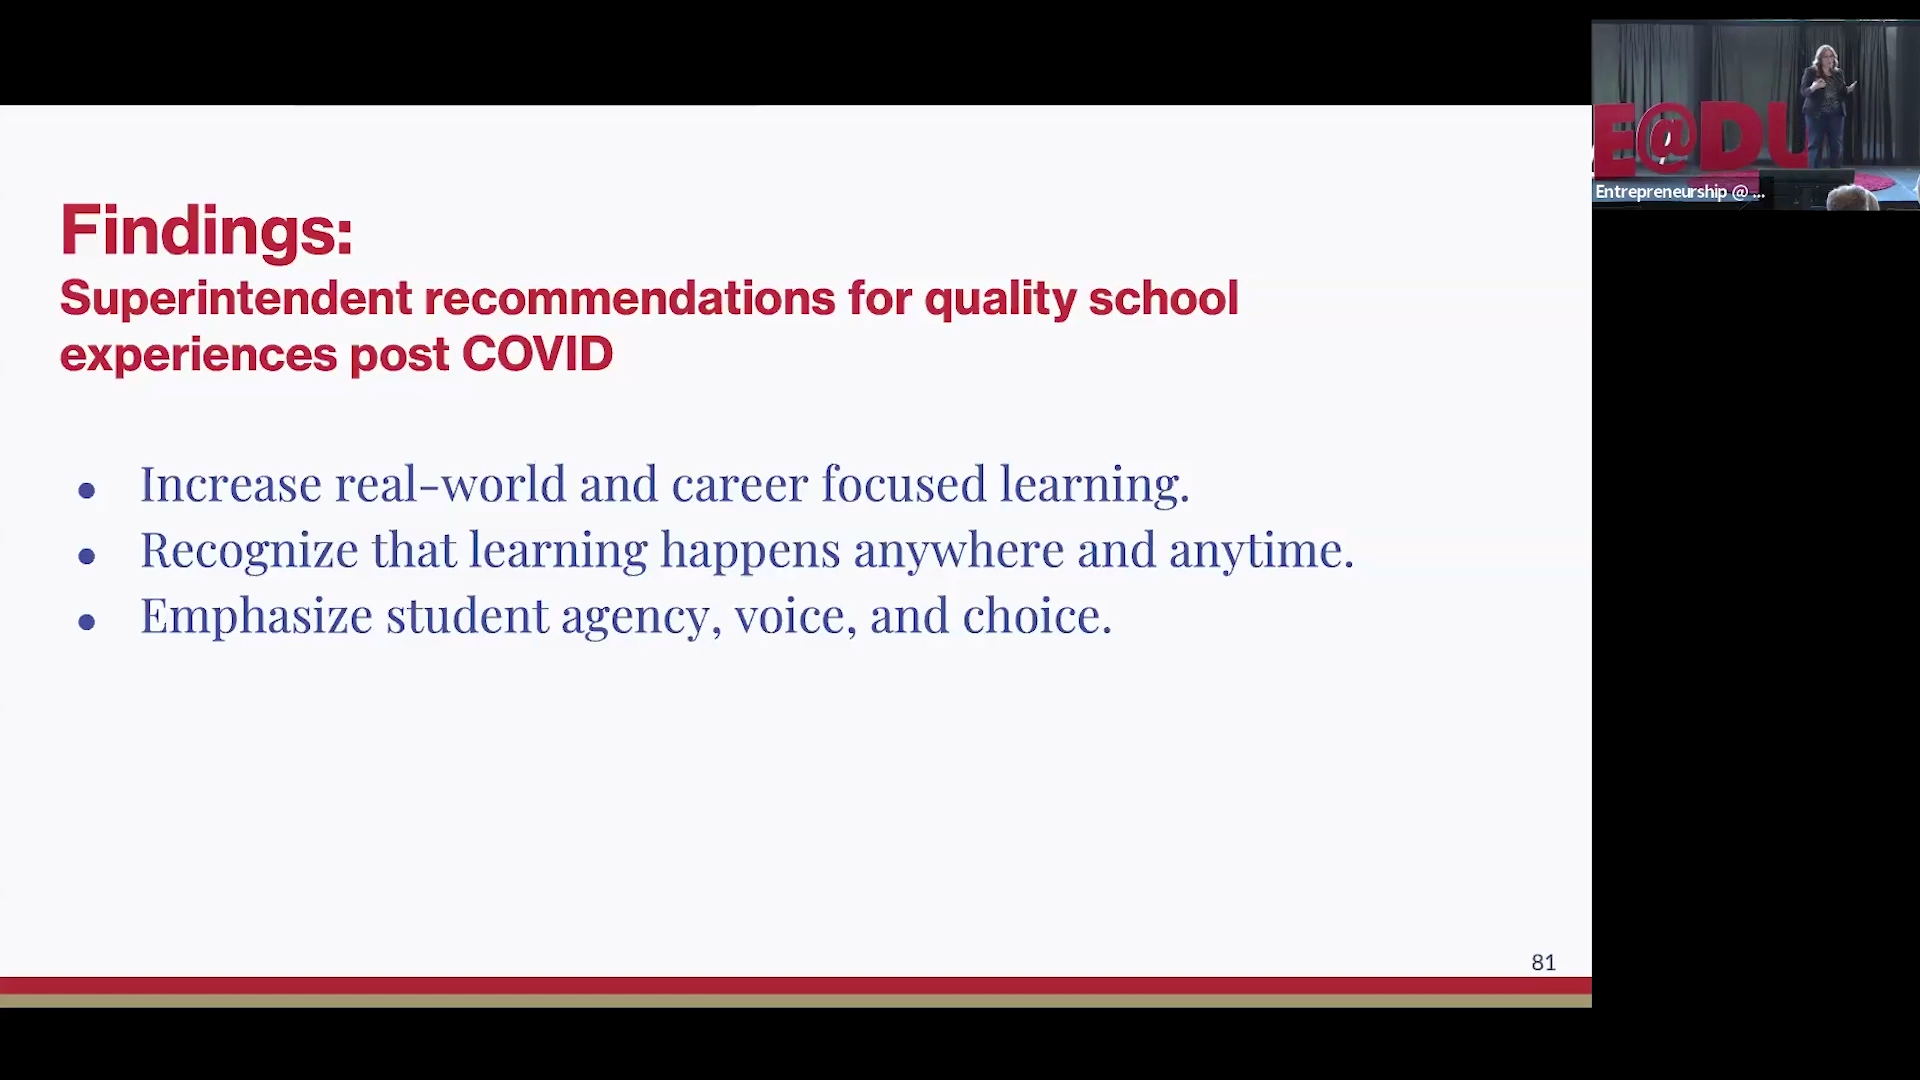 Findings:
Superintendent recommendations for quality school
experiences post COVID
• Increase real-world and career focused learning.
• Recognize that learning happens anywhere and anytime.
• Emphasize student agency, voice, and choice.
81
E@DU
Entrepreneurship @ ...